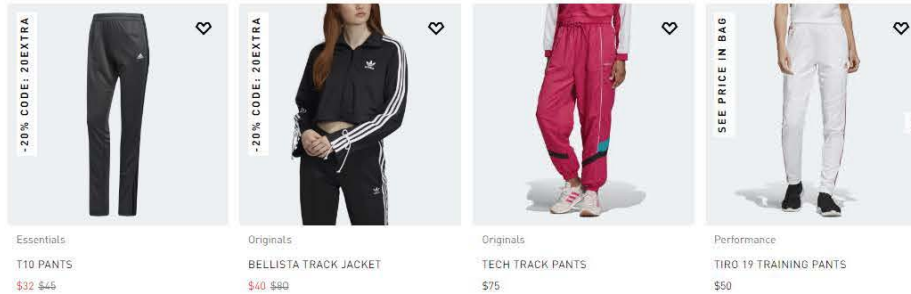 -20% CODE: 20EXTRA
Essentials
T10 PANTS
$32 $45
-20% CODE: 20EXTRA
Originals
BELLISTA TRACK JACKET
$40 $80
Originals
TECH TRACK PANTS
$75
SEE PRICE IN BAG
Performance
TIRO 19 TRAINING PANTS
$50